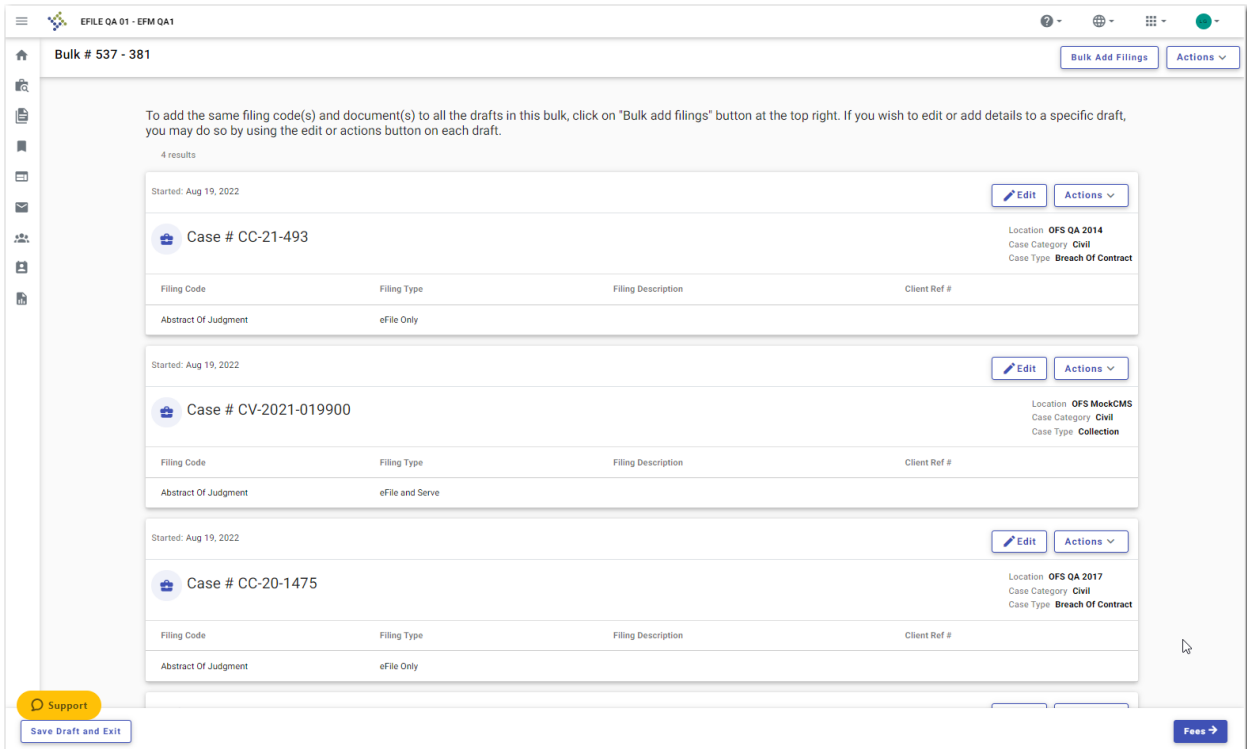 EFILE QA 01 - EFM QA1
Bulk # 537 - 381
Bulk Add Filings
Actions
To add the same filing code(s) and document(s) to all the drafts in this bulk, click on "Bulk add filings" button at the top right. If you wish to edit or add details to a specific draft,
you may do so by using the edit or actions button on each draft.
4 results
Started: Aug 19, 2022
Edit
Actions
Case # CC-21-493
Location OFS QA 2014
Case Category Civil
Case Type Breach Of Contract
Filing Code Filing Type Filing Description Client Ref #
Abstract Of Judgment eFile Only
Started: Aug 19, 2022
Edit
Actions
Case # CV-2021-019900
Location OFS MockCMS
Case Category Civil
Case Type Collection
Filing Code Filing Type Filing Description Client Ref #
Abstract Of Judgment eFile and Serve
Started: Aug 19, 2022
Edit
Actions
Case # CC-20-1475
Location OFS QA 2017
Case Category Civil
Case Type Breach Of Contract
Filing Code Filing Type Filing Description Client Ref #
Abstract Of Judgment eFile Only
Support
Save Draft and Exit
Fees